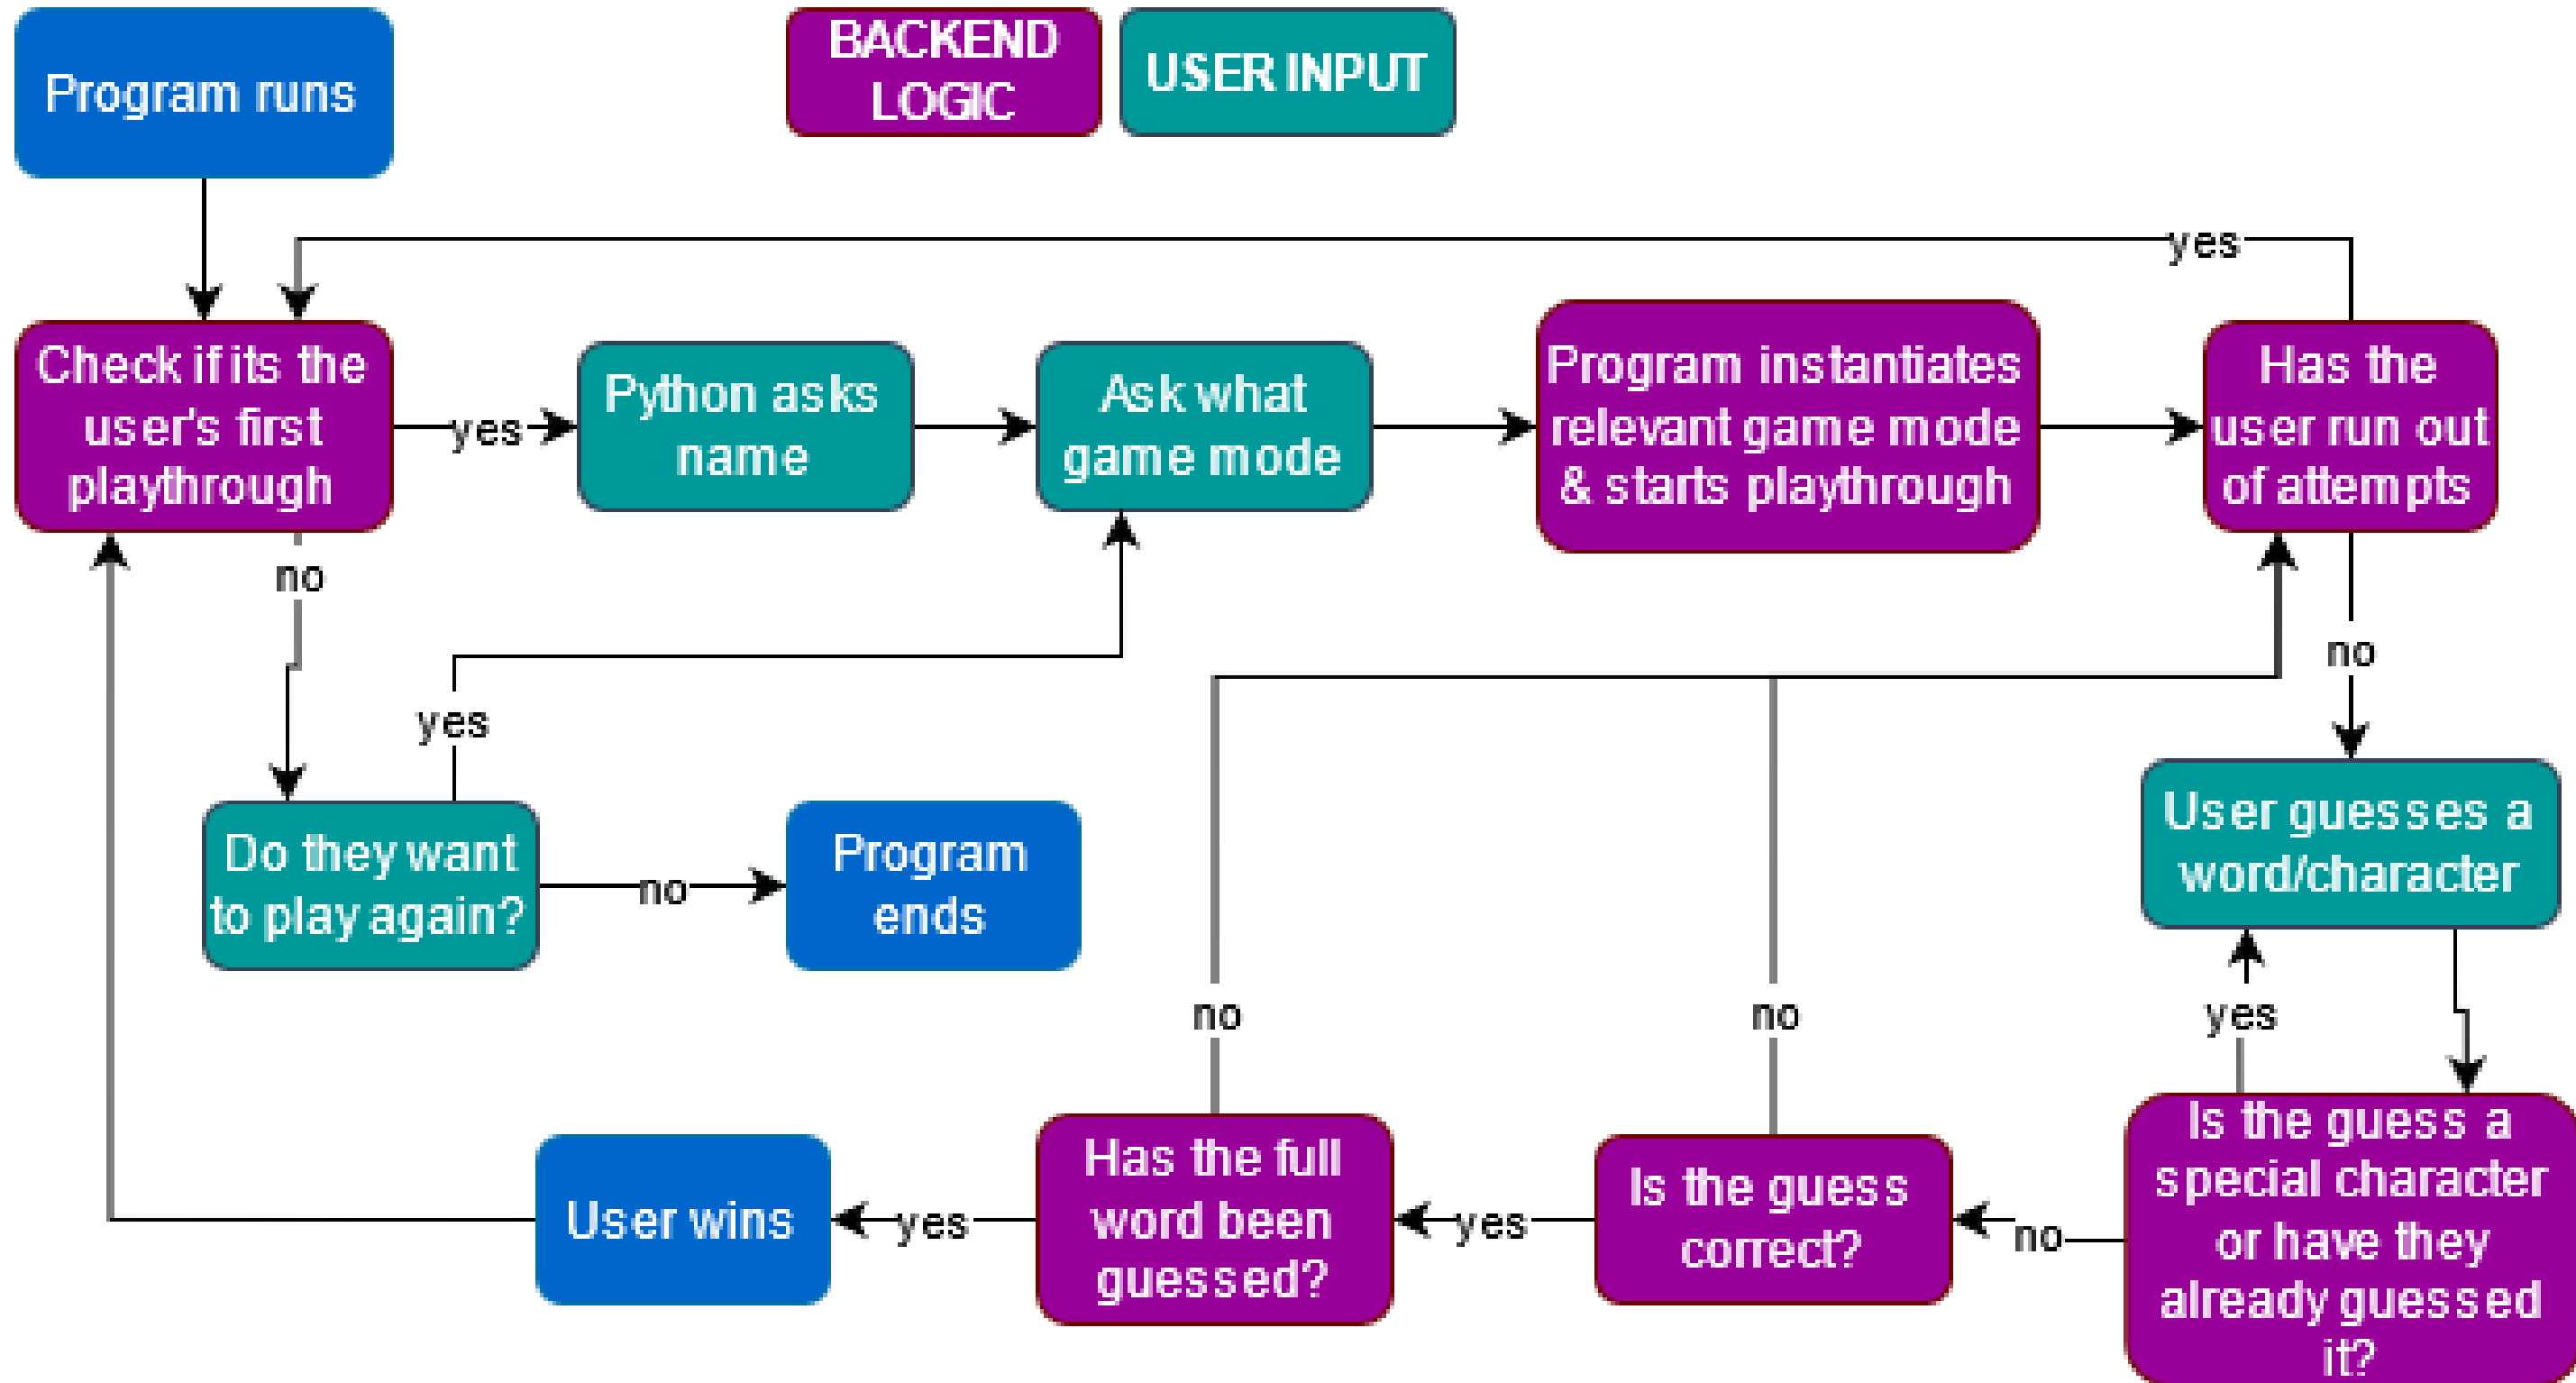 Program runs
BACKEND
LOGIC
USER INPUT
yes
Check if its the
user's first
playthrough
yes
Python asks
name
Ask what
game mode
Program instantiates
relevant game mode
& starts playthrough
Has the
user run out
of attempts
no
yes
no
Do they want
to play again?
no
Program
ends
User guesses a
word/character
no
no
yes
User wins
yes
Has the full
word been
guessed?
yes
Is the guess
correct?
no
Is the guess a
special character
or have they
already guessed
it?